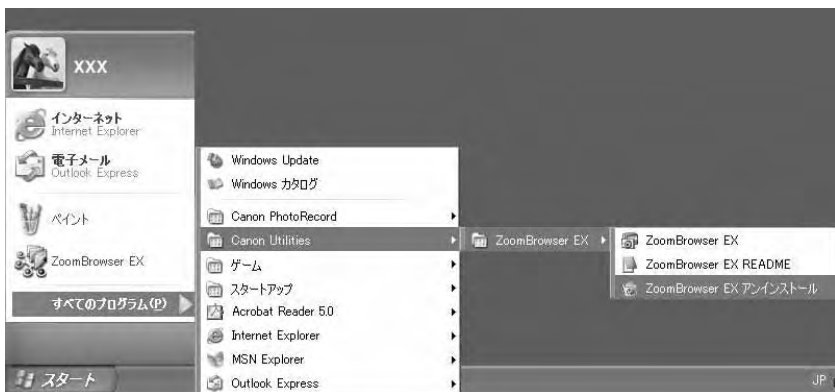 XXX
インターネット
Internet Explorer
電子メール
Outlook Express
ペイント
ZoomBrowser EX
すべてのプログラム(P)
スタート
Windows Update
Windows カタログ
Canon PhotoRecord
Canon Utilities
ゲーム
スタートアップ
Acrobat Reader 5.0
Internet Explorer
MSN Explorer
Outlook Express
ZoomBrowser EX
ZoomBrowser EX
ZoomBrowser EX README
ZoomBrowser EX アンインストール
JP